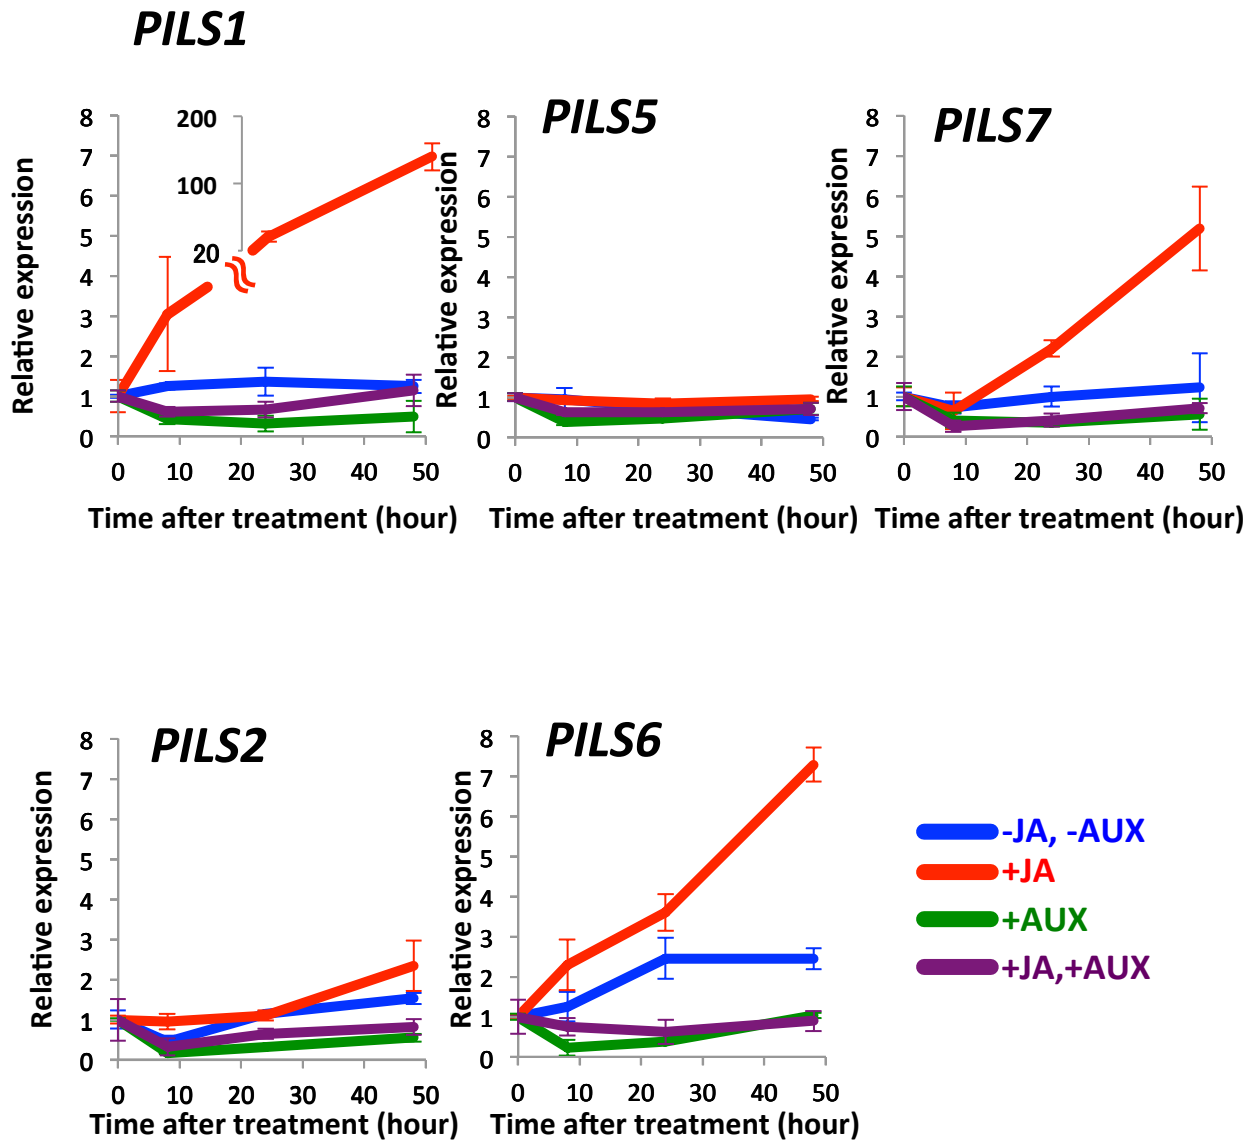 PILS1
PILS5
PILS7
8
7
6
5
4
3
2
1
0
200
100
20
Relative expression
0 10 20 30 40 50
Time after treatment (hour)
8
7
6
5
4
3
2
1
0
Relative expression
0 10 20 30 40 50
Time after treatment (hour)
8
7
6
5
4
3
2
1
0
Relative expression
0 10 20 30 40 50
Time after treatment (hour)
PILS2
8
7
6
5
4
3
2
1
0
Relative expression
0 10 20 30 40 50
Time after treatment (hour)
PILS6
8
7
6
5
4
3
2
1
0
Relative expression
0 10 20 30 40 50
Time after treatment (hour)
-JA, -AUX
+JA
+AUX
+JA,+AUX